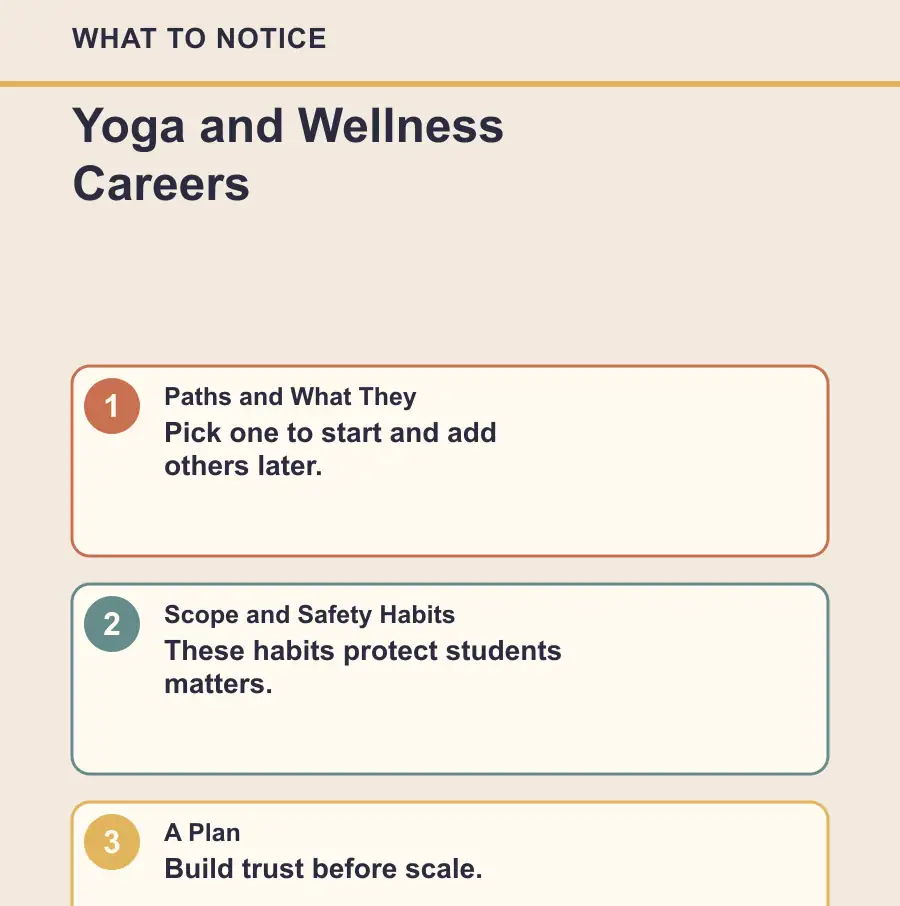 WHAT TO NOTICE
Yoga and Wellness
Careers
1
Paths and What They
Pick one to start and add
others later.
2
Scope and Safety Habits
These habits protect students
matters.
3
A Plan
Build trust before scale.